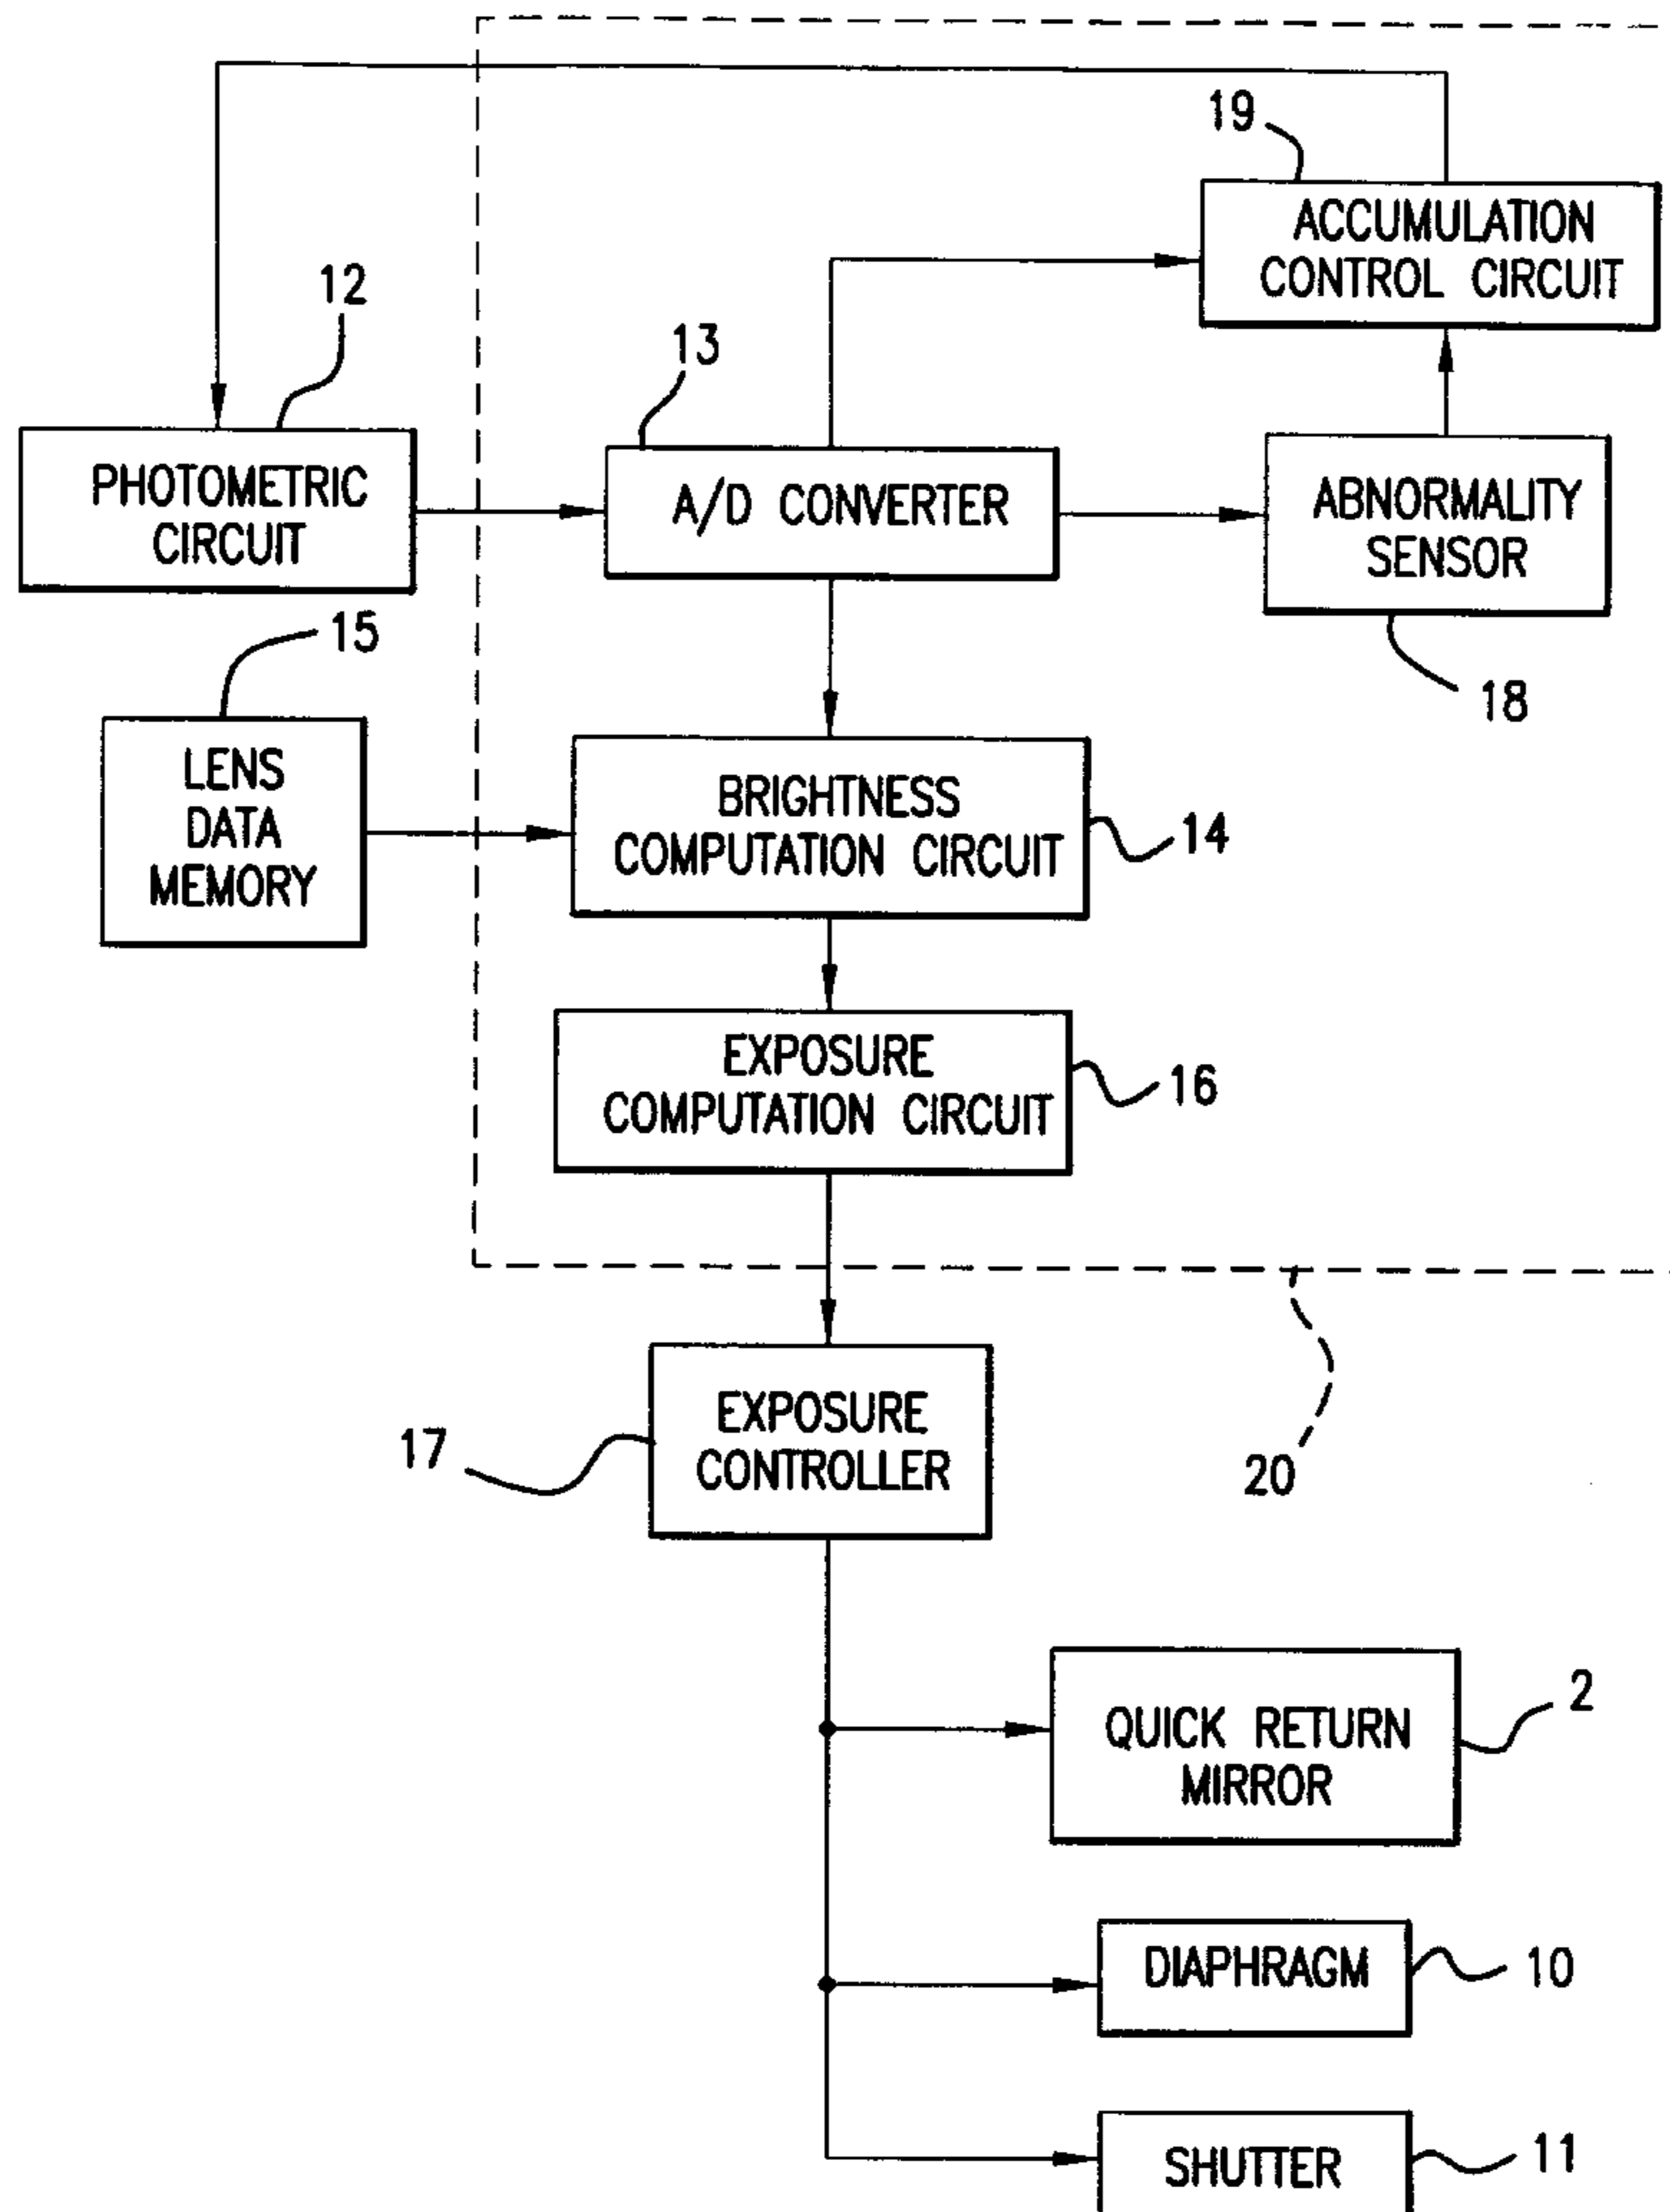 19
ACCUMULATION
CONTROL CIRCUIT
12
13
PHOTOMETRIC
CIRCUIT
A/D CONVERTER
ABNORMALITY
SENSOR
15
18
LENS
DATA
MEMORY
BRIGHTNESS
COMPUTATION CIRCUIT
14
EXPOSURE
COMPUTATION CIRCUIT
16
EXPOSURE
CONTROLLER
17
20
QUICK RETURN
MIRROR
2
DIAPHRAGM
10
SHUTTER
11